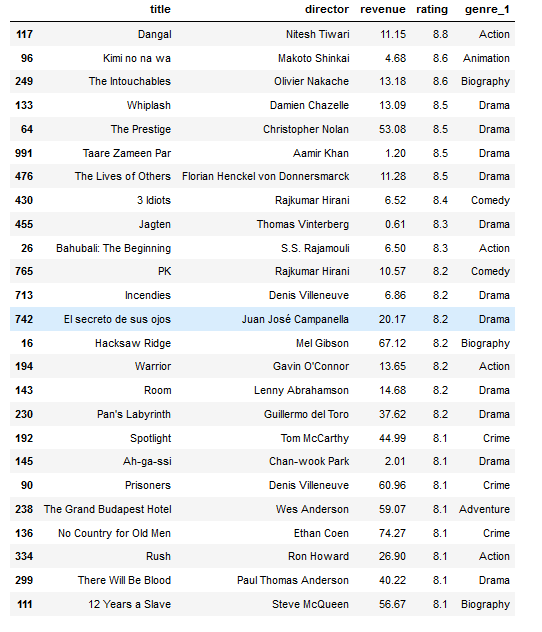 title director revenue rating genre_1
117 Dangal Nitesh Tiwari 11.15 8.8 Action
96 Kimi no na wa Makoto Shinkai 4.68 8.6 Animation
249 The Intouchables Olivier Nakache 13.18 8.6 Biography
133 Whiplash Damien Chazelle 13.09 8.5 Drama
64 The Prestige Christopher Nolan 53.08 8.5 Drama
991 Taare Zameen Par Aamir Khan 1.20 8.5 Drama
476 The Lives of Others Florian Henckel von Donnersmarck 11.28 8.5 Drama
430 3 Idiots Rajkumar Hirani 6.52 8.4 Comedy
455 Jagten Thomas Vinterberg 0.61 8.3 Drama
26 Bahubali: The Beginning S.S. Rajamouli 6.50 8.3 Action
765 PK Rajkumar Hirani 10.57 8.2 Comedy
713 Incendies Denis Villeneuve 6.86 8.2 Drama
742 El secreto de sus ojos Juan José Campanella 20.17 8.2 Drama
16 Hacksaw Ridge Mel Gibson 67.12 8.2 Biography
194 Warrior Gavin O'Connor 13.65 8.2 Action
143 Room Lenny Abrahamson 14.68 8.2 Drama
230 Pan's Labyrinth Guillermo del Toro 37.62 8.2 Drama
192 Spotlight Tom McCarthy 44.99 8.1 Crime
145 Ah-ga-ssi Chan-wook Park 2.01 8.1 Drama
90 Prisoners Denis Villeneuve 60.96 8.1 Crime
238 The Grand Budapest Hotel Wes Anderson 59.07 8.1 Adventure
136 No Country for Old Men Ethan Coen 74.27 8.1 Crime
334 Rush Ron Howard 26.90 8.1 Action
299 There Will Be Blood Paul Thomas Anderson 40.22 8.1 Drama
111 12 Years a Slave Steve McQueen 56.67 8.1 Biography